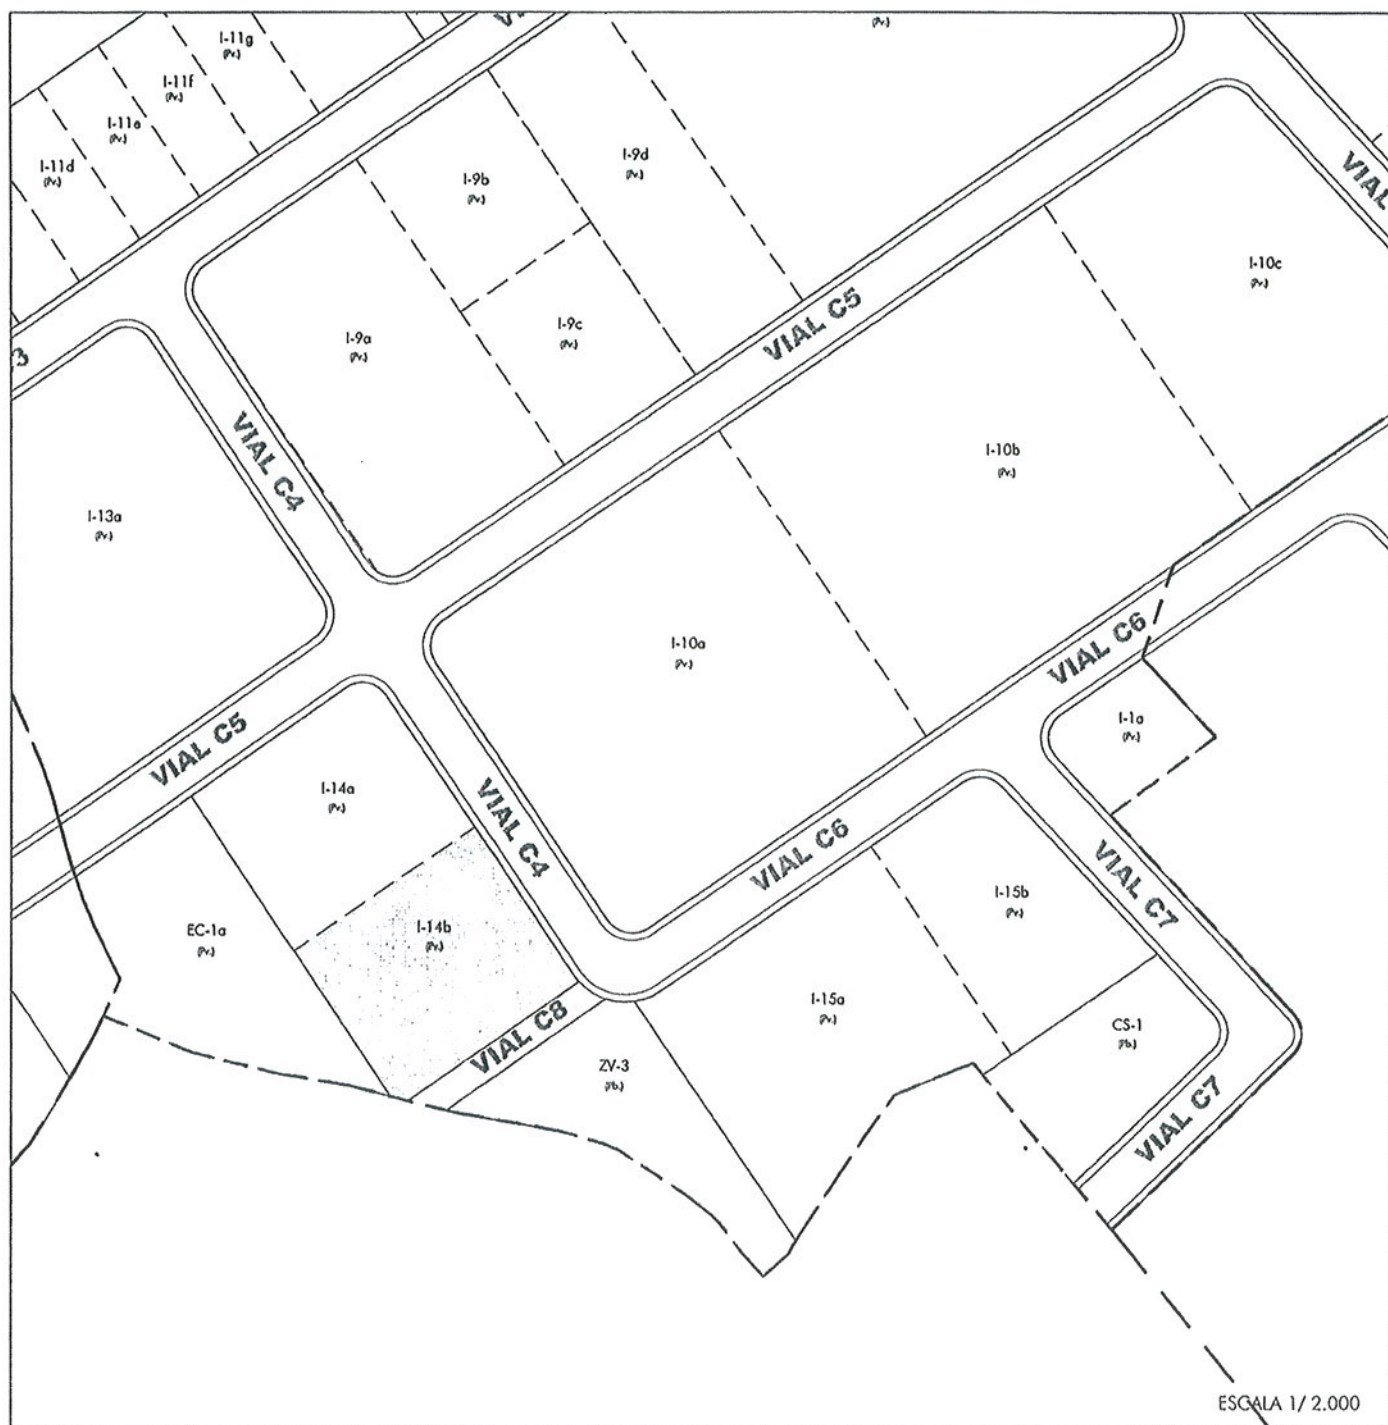 I-11g
(Pv.)
(Pv.)
I-11f
(Pv.)
I-11e
(Pv.)
I-11d
(Pv.)
I-9b
(Pv.)
I-9d
(Pv.)
VIAL
I-10c
(Pv.)
I-9a
(Pv.)
I-9c
(Pv.)
VIAL C5
3
VIAL C4
I-10b
(Pv.)
I-13a
(Pv.)
I-10a
(Pv.)
VIAL C6
I-1a
(Pv.)
VIAL C5
I-14a
(Pv.)
VIAL C4
VIAL C6
VIAL C7
I-15b
(Pv.)
EC-1a
(Pv.)
I-14b
(Pv.)
I-15a
(Pv.)
CS-1
(Pb.)
VIAL C8
ZV-3
(Pb.)
VIAL C7
ESCALA 1/ 2.000